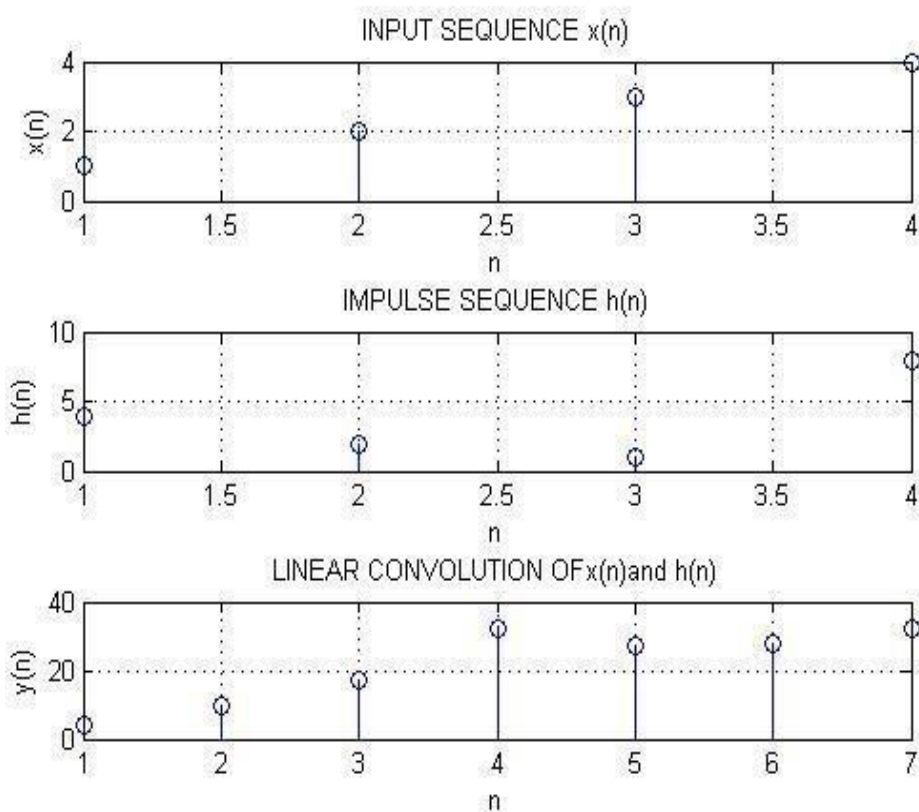 INPUT SEQUENCE x(n)
4
2
0
x(n)
1 1.5 2 2.5 3 3.5 4
n
IMPULSE SEQUENCE h(n)
10
5
0
h(n)
1 1.5 2 2.5 3 3.5 4
n
LINEAR CONVOLUTION OF x(n)and h(n)
40
20
0
y(n)
1 2 3 4 5 6 7
n